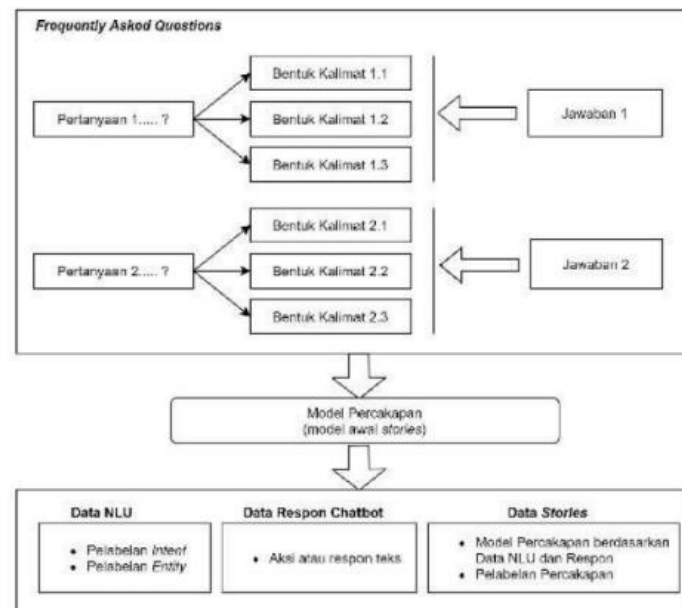 Frequently Asked Questions
Bentuk Kalimat 1.1
Pertanyaan 1..... ?
Bentuk Kalimat 1.2
Jawaban 1
Bentuk Kalimat 1.3
Bentuk Kalimat 2.1
Pertanyaan 2..... ?
Bentuk Kalimat 2.2
Jawaban 2
Bentuk Kalimat 2.3
Model Percakapan
(model awal stories)
Data NLU
• Pelabelan Intent
• Pelabelan Entity
Data Respon Chatbot
• Aksi atau respon teks
Data Stories
• Model Percakapan berdasarkan
Data NLU dan Respon
• Pelabelan Percakapan